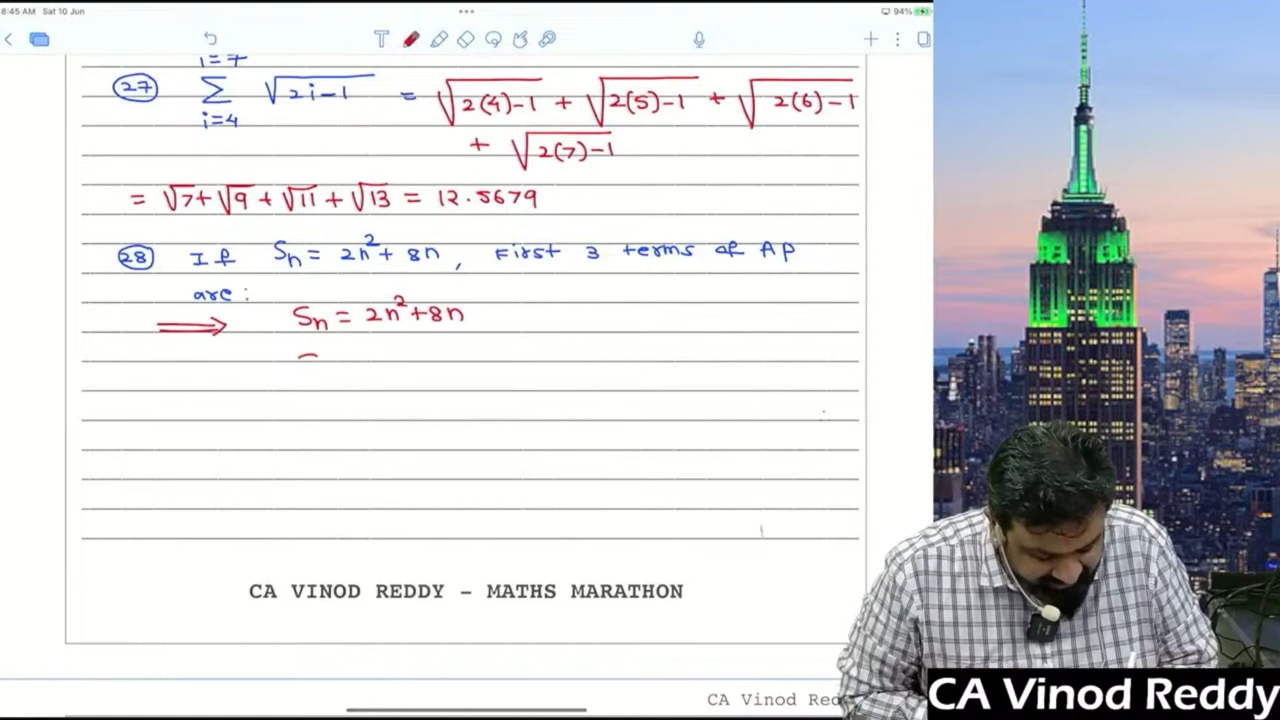 8:45 AM Sat 10 Jun
94%
i=7
27 Σ √2i-1 = √2(4)-1 + √2(5)-1 + √2(6)-1
i=4
+ √2(7)-1
= √7+ √9 + √11 + √13 = 12.5679
28 If Sn = 2n²+ 8n, First 3 terms of AP
are:
⟹ Sn = 2n²+8n
CA VINOD REDDY - MATHS MARATHON
CA Vinod Red
CA Vinod Reddy